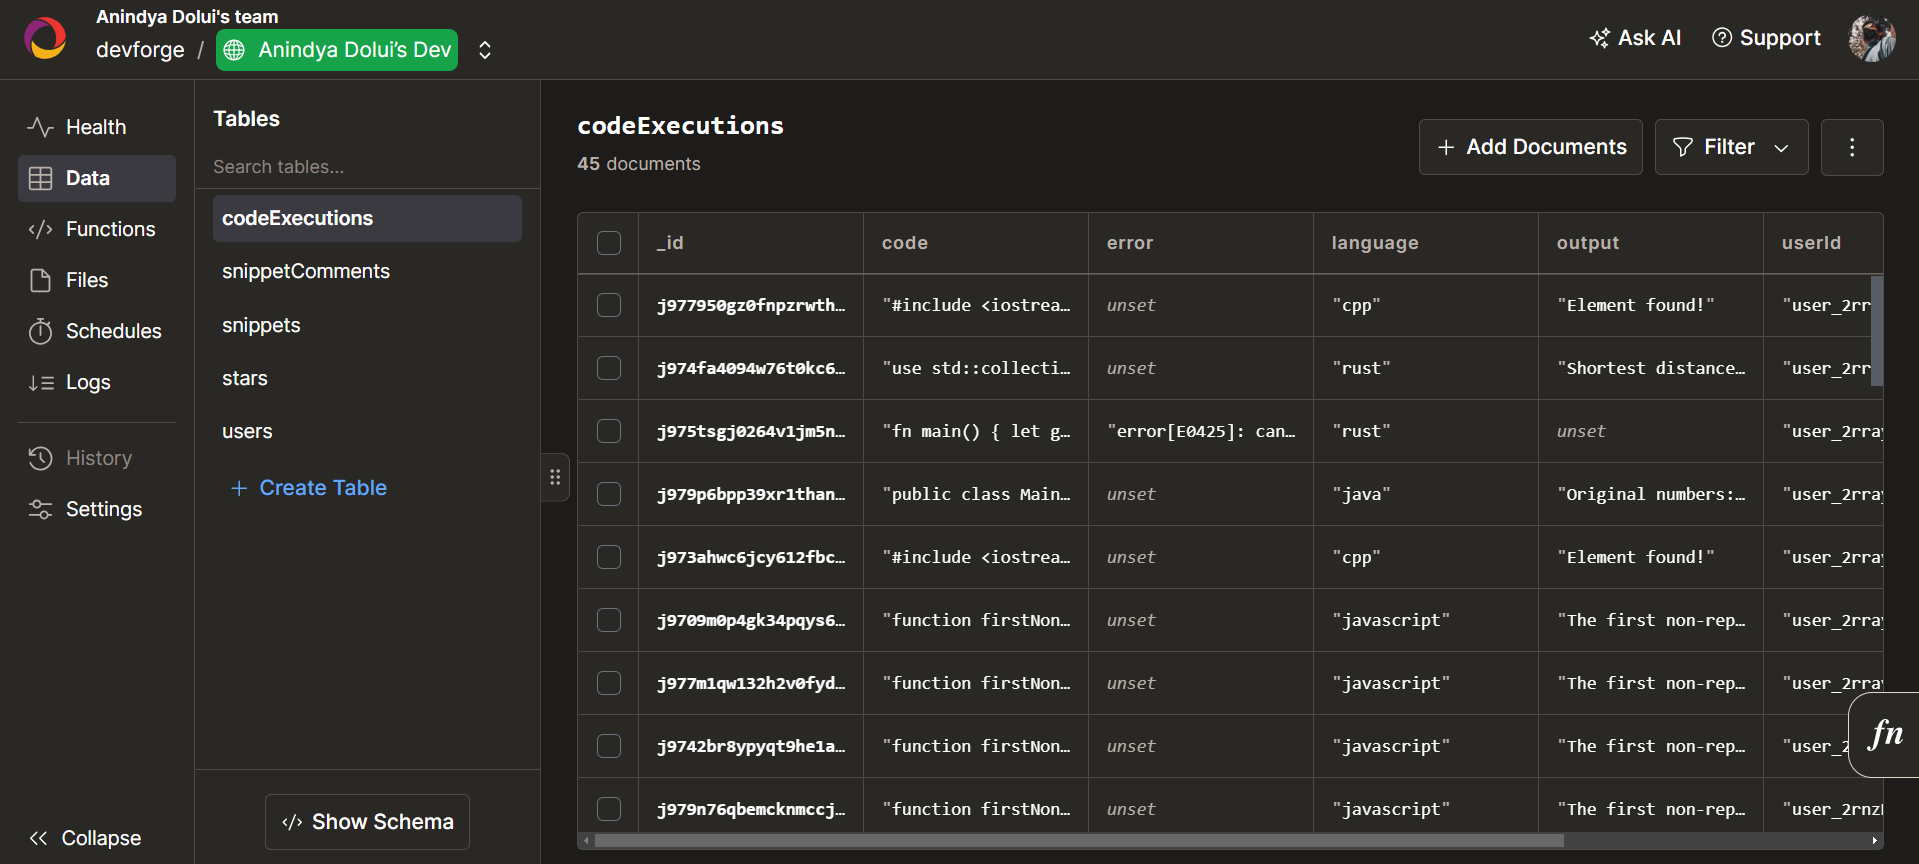 Anindya Dolui's team
devforge / Anindya Dolui's Dev
Ask AI
Support
Health
Data
Functions
Files
Schedules
Logs
History
Settings
Collapse
Tables
Search tables...
codeExecutions
snippetComments
snippets
stars
users
+ Create Table
</> Show Schema
codeExecutions
45 documents
+ Add Documents
Filter
_id code error language output userId
j977950gz0fnpzrwth… "#include <iostrea… unset "cpp" "Element found!" "user_2rr
j974fa4094w76t0kc6… "use std::collecti… unset "rust" "Shortest distance… "user_2rr
j975tsgj0264v1jm5n… "fn main() { let g… "error[E0425]: can… "rust" unset "user_2rray
j979p6bpp39xr1than… "public class Main… unset "java" "Original numbers:… "user_2rray
j973ahwc6jcy612fbc… "#include <iostrea… unset "cpp" "Element found!" "user_2rray
j9709m0p4gk34pqys6… "function firstNon… unset "javascript" "The first non-rep… "user_2rray
j977m1qw132h2v0fyd… "function firstNon… unset "javascript" "The first non-rep… "user_2rray
j9742br8ypyqt9he1a… "function firstNon… unset "javascript" "The first non-rep… "user_2
j979n76qbemcknmccj… "function firstNon… unset "javascript" "The first non-rep… "user_2rnz
fn